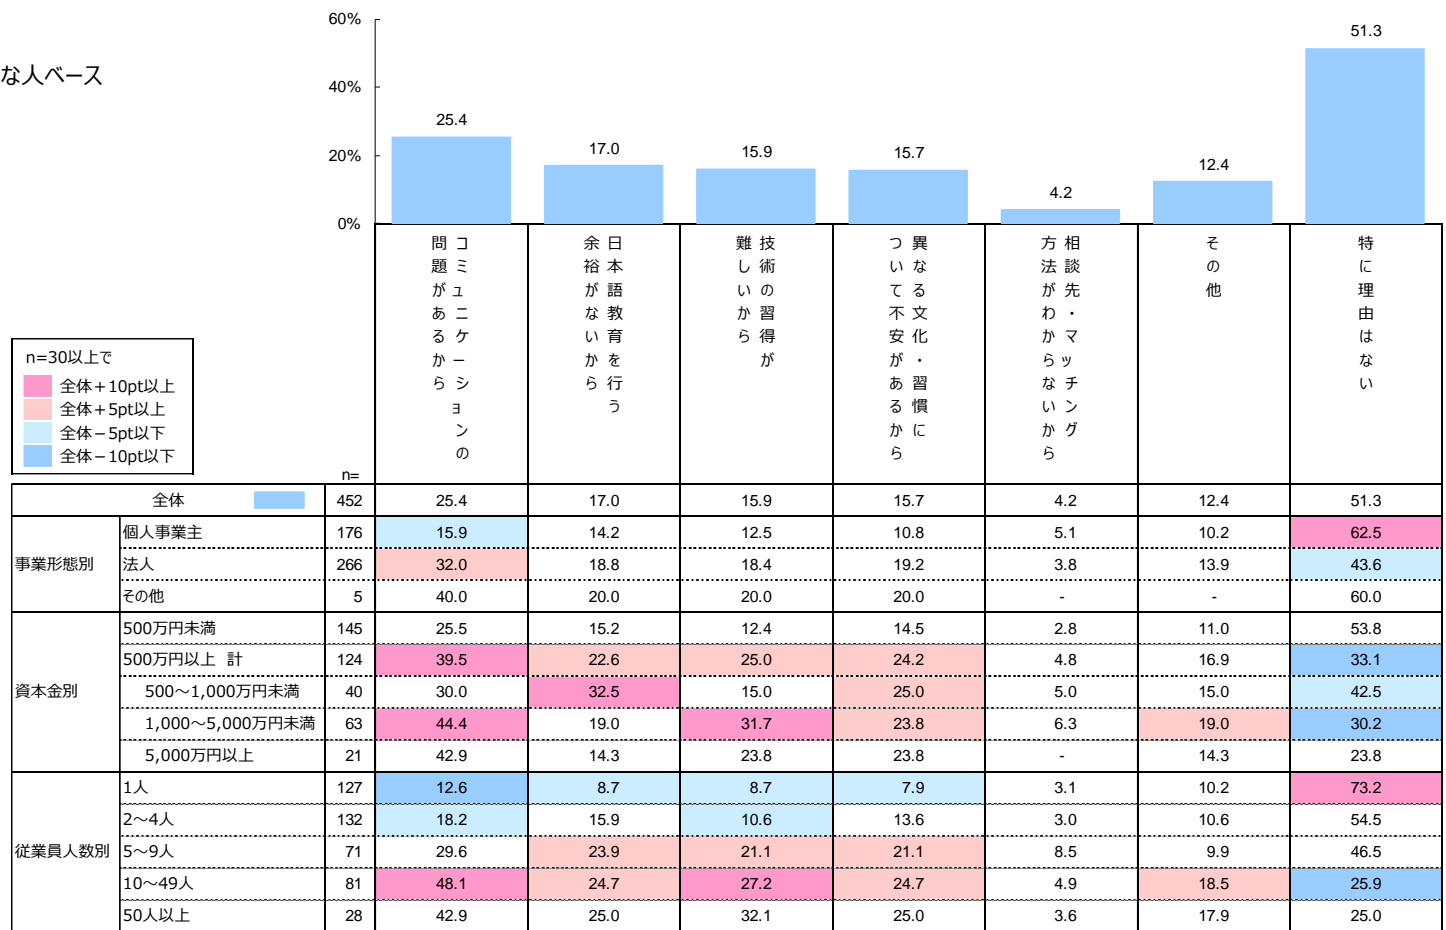 な人ベース
60%
40%
20%
0%
25.4
17.0
15.9
15.7
4.2
12.4
51.3
コミュニケーションの
問題があるから
日本語教育を行う
余裕がないから
技術の習得が
難しいから
異なる文化・習慣に
ついて不安があるから
相談先・マッチング
方法がわからないから
その他
特に理由はない
n=30以上で
全体+10pt以上
全体+5pt以上
全体-5pt以下
全体-10pt以下
n=
全体 452 25.4 17.0 15.9 15.7 4.2 12.4 51.3
事業形態別
個人事業主 176 15.9 14.2 12.5 10.8 5.1 10.2 62.5
法人 266 32.0 18.8 18.4 19.2 3.8 13.9 43.6
その他 5 40.0 20.0 20.0 20.0 - - 60.0
資本金別
500万円未満 145 25.5 15.2 12.4 14.5 2.8 11.0 53.8
500万円以上 計 124 39.5 22.6 25.0 24.2 4.8 16.9 33.1
500~1,000万円未満 40 30.0 32.5 15.0 25.0 5.0 15.0 42.5
1,000~5,000万円未満 63 44.4 19.0 31.7 23.8 6.3 19.0 30.2
5,000万円以上 21 42.9 14.3 23.8 23.8 - 14.3 23.8
従業員人数別
1人 127 12.6 8.7 8.7 7.9 3.1 10.2 73.2
2~4人 132 18.2 15.9 10.6 13.6 3.0 10.6 54.5
5~9人 71 29.6 23.9 21.1 21.1 8.5 9.9 46.5
10~49人 81 48.1 24.7 27.2 24.7 4.9 18.5 25.9
50人以上 28 42.9 25.0 32.1 25.0 3.6 17.9 25.0